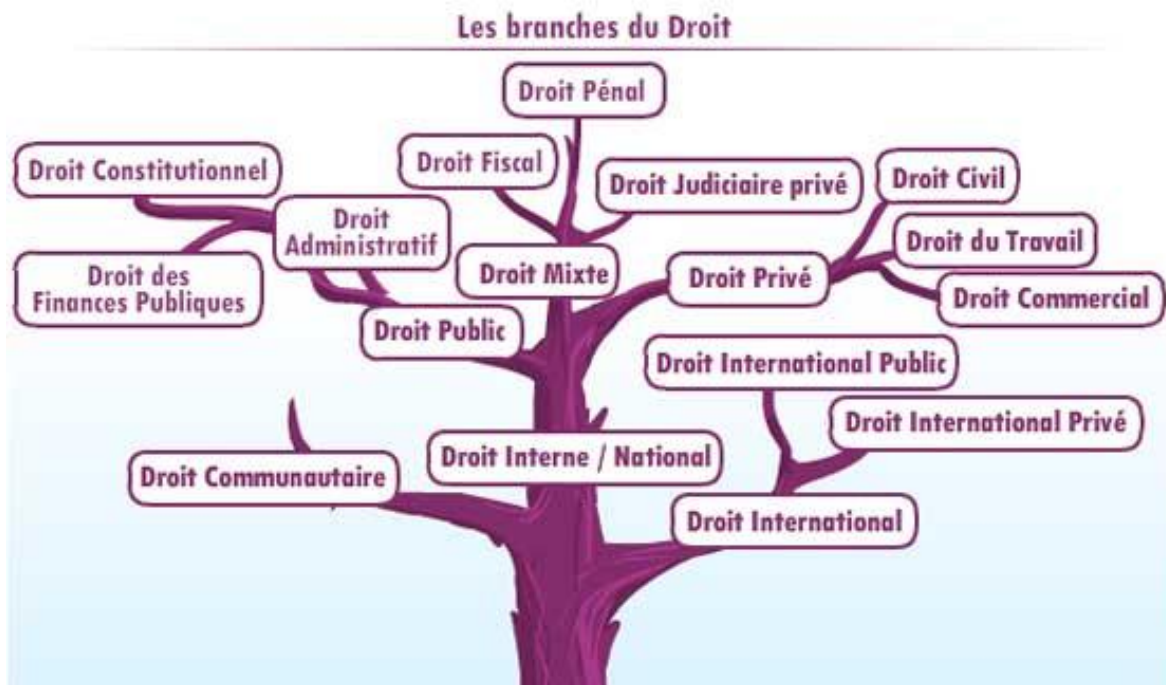 Les branches du Droit
Droit Pénal
Droit Constitutionnel
Droit Fiscal
Droit Judiciaire privé
Droit Civil
Droit
Administratif
Droit du Travail
Droit des
Finances Publiques
Droit Mixte
Droit Privé
Droit Commercial
Droit Public
Droit International Public
Droit International Privé
Droit Communautaire
Droit Interne / National
Droit International